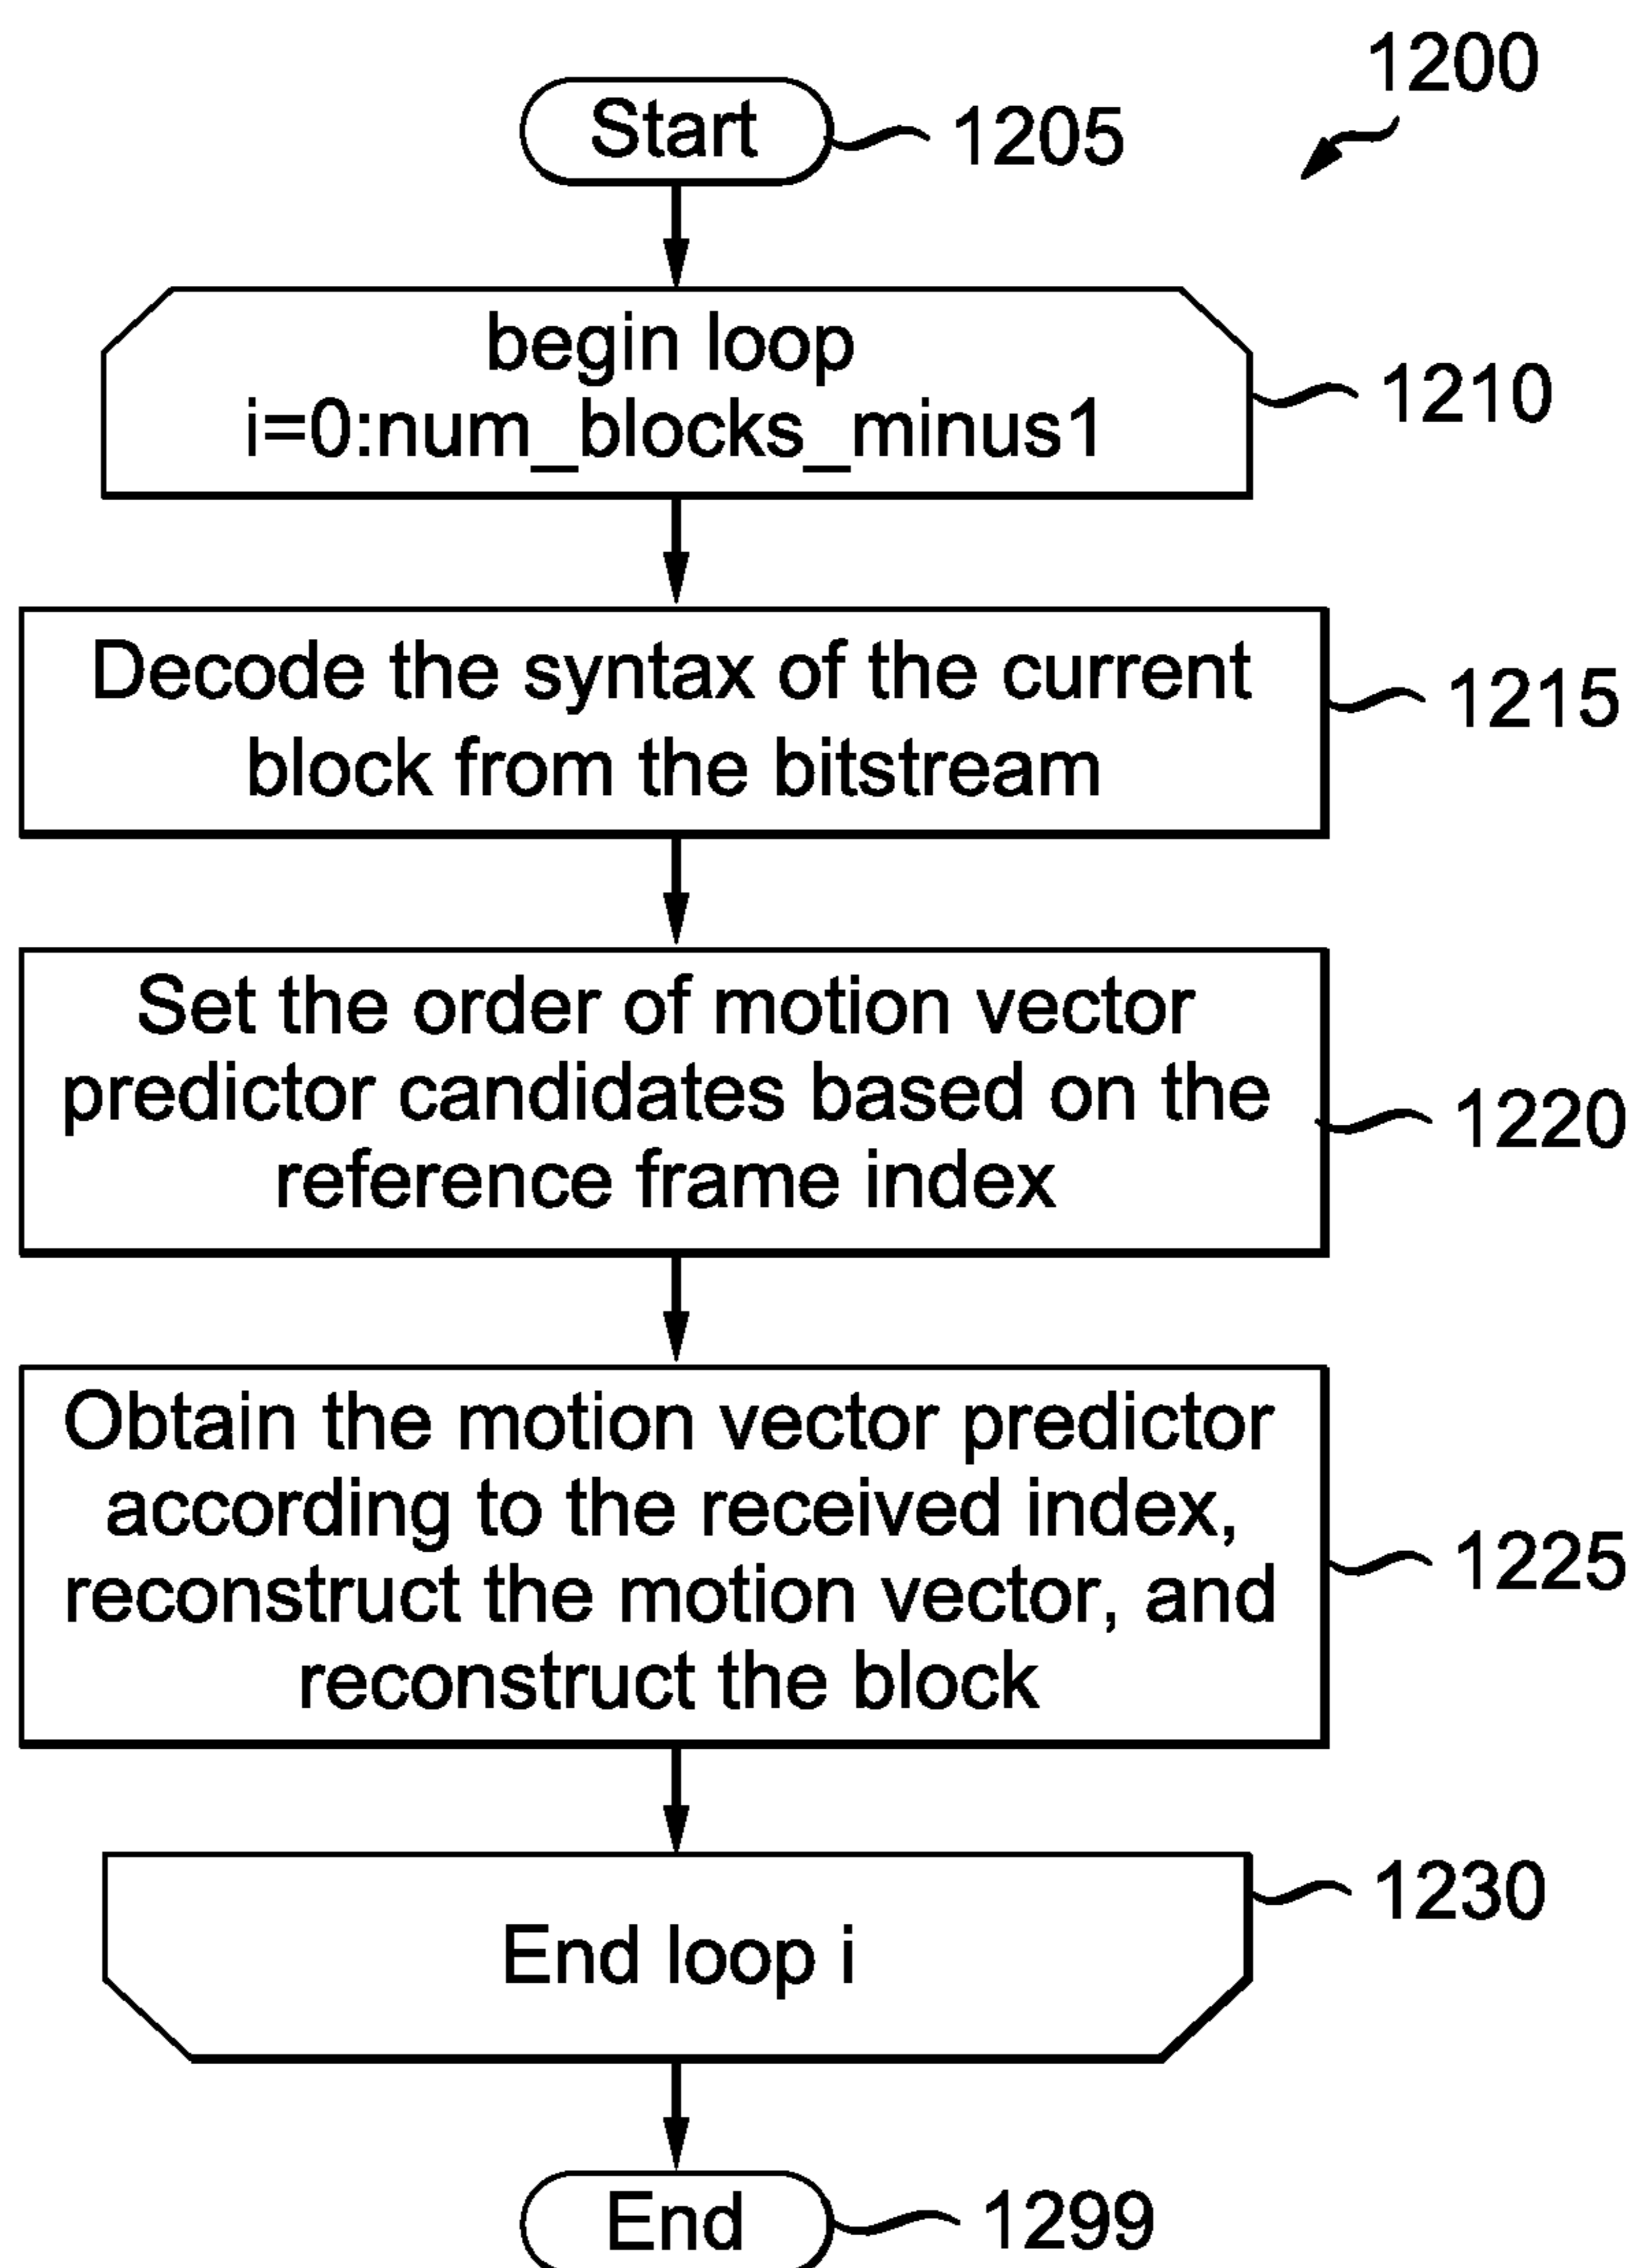 1200
Start
1205
begin loop
i=0:num_blocks_minus1
1210
Decode the syntax of the current
block from the bitstream
1215
Set the order of motion vector
predictor candidates based on the
reference frame index
1220
Obtain the motion vector predictor
according to the received index,
reconstruct the motion vector, and
reconstruct the block
1225
End loop i
1230
End
1299